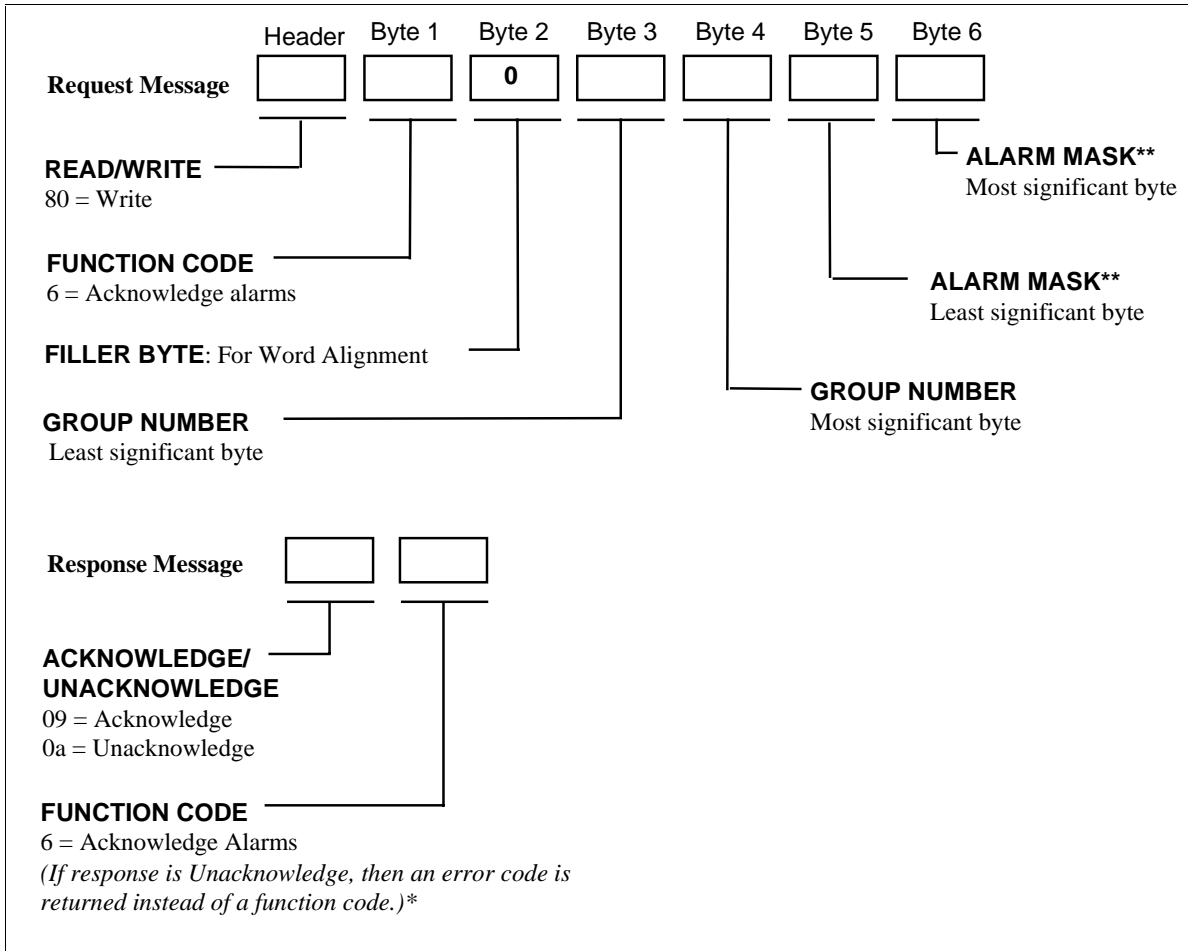 Header Byte 1 Byte 2 Byte 3 Byte 4 Byte 5 Byte 6
Request Message 0
READ/WRITE
80 = Write
ALARM MASK**
Most significant byte
FUNCTION CODE
6 = Acknowledge alarms
ALARM MASK**
Least significant byte
FILLER BYTE: For Word Alignment
GROUP NUMBER
Most significant byte
GROUP NUMBER
Least significant byte
Response Message
ACKNOWLEDGE/
UNACKNOWLEDGE
09 = Acknowledge
0a = Unacknowledge
FUNCTION CODE
6 = Acknowledge Alarms
(If response is Unacknowledge, then an error code is
returned instead of a function code.)*